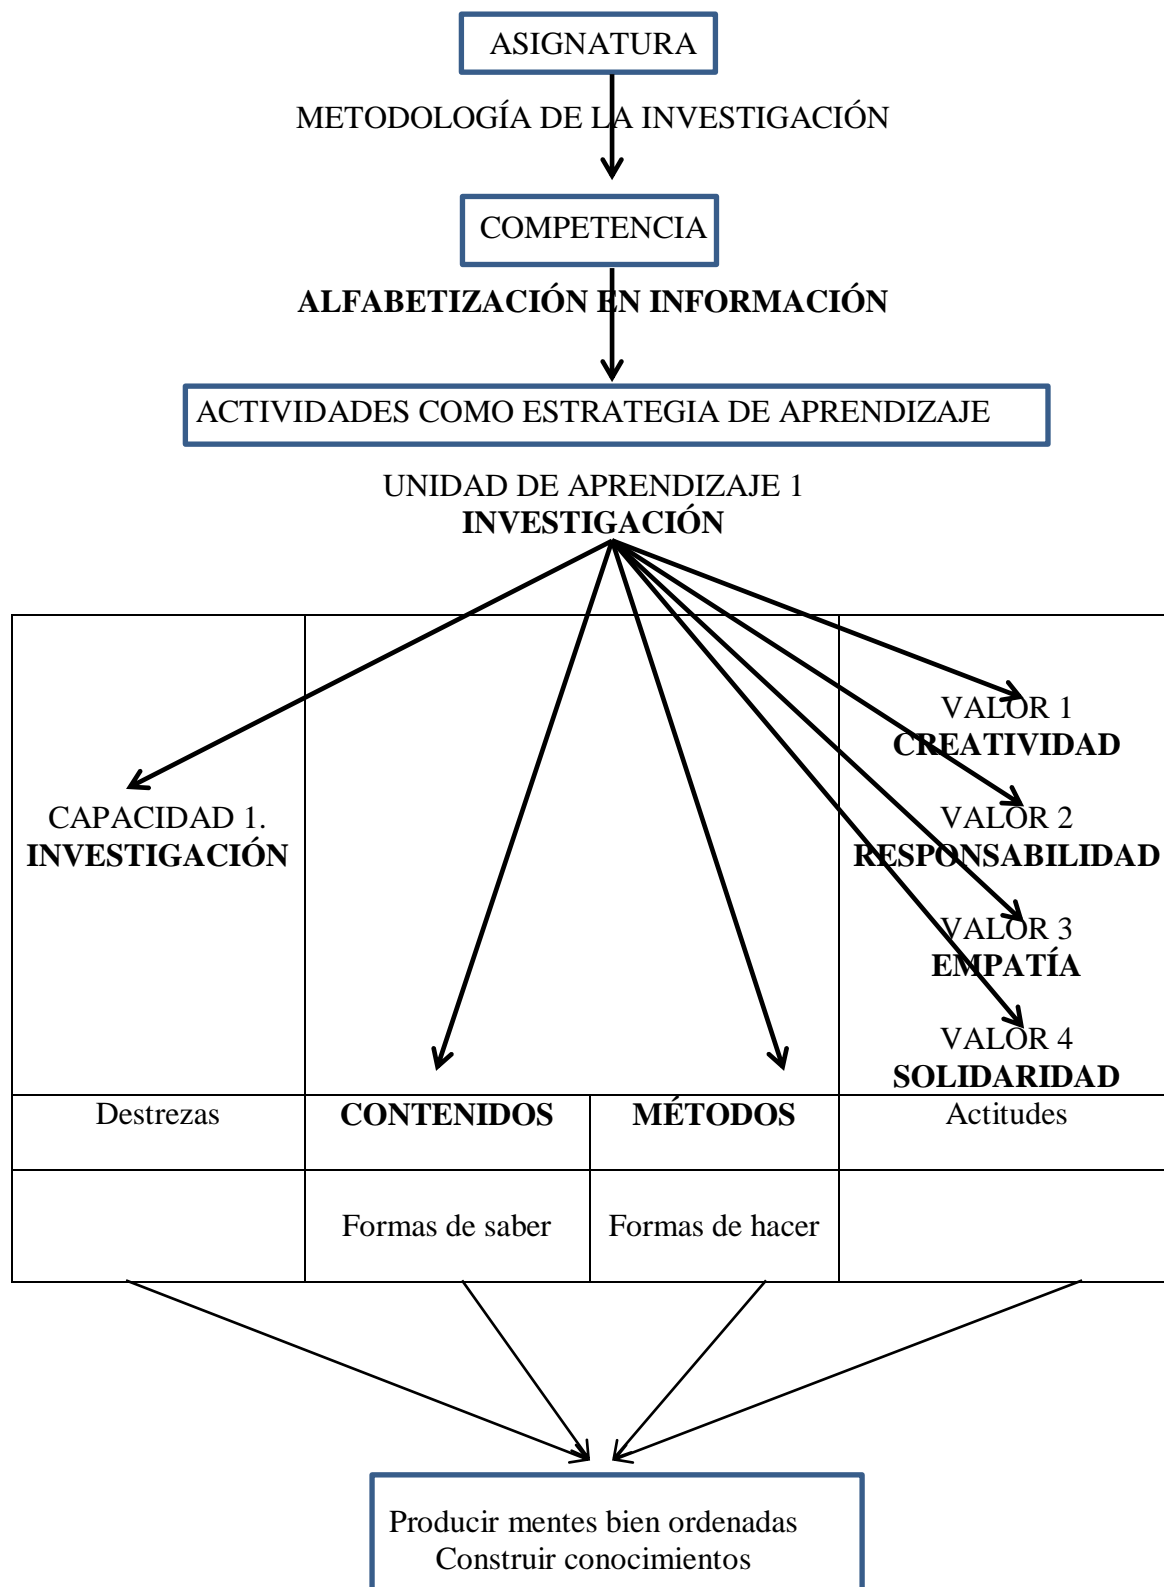 ASIGNATURA
METODOLOGÍA DE LA INVESTIGACIÓN
COMPETENCIA
ALFABETIZACIÓN EN INFORMACIÓN
ACTIVIDADES COMO ESTRATEGIA DE APRENDIZAJE
UNIDAD DE APRENDIZAJE 1
INVESTIGACIÓN
CAPACIDAD 1.
INVESTIGACIÓN
VALOR 1
CREATIVIDAD
VALOR 2
RESPONSABILIDAD
VALOR 3
EMPATÍA
VALOR 4
SOLIDARIDAD
Destrezas
CONTENIDOS
MÉTODOS
Actitudes
Formas de saber
Formas de hacer
Producir mentes bien ordenadas
Construir conocimientos